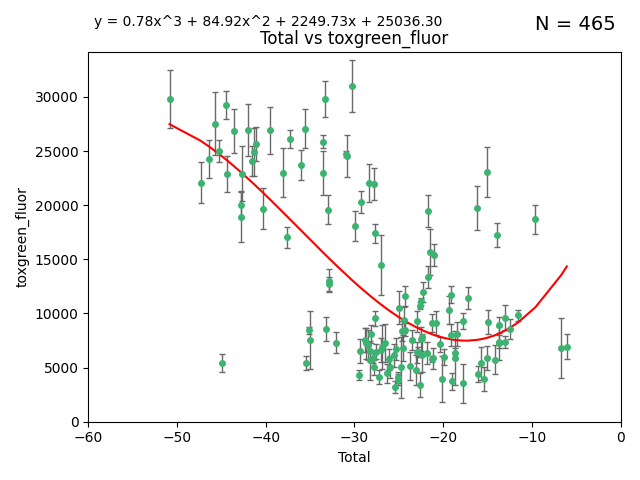 y = 0.78x^3 + 84.92x^2 + 2249.73x + 25036.30
N = 465
Total vs toxgreen_fluor
30000
25000
20000
15000
10000
5000
0
toxgreen_fluor
−60
−50
−40
−30
−20
−10
0
Total